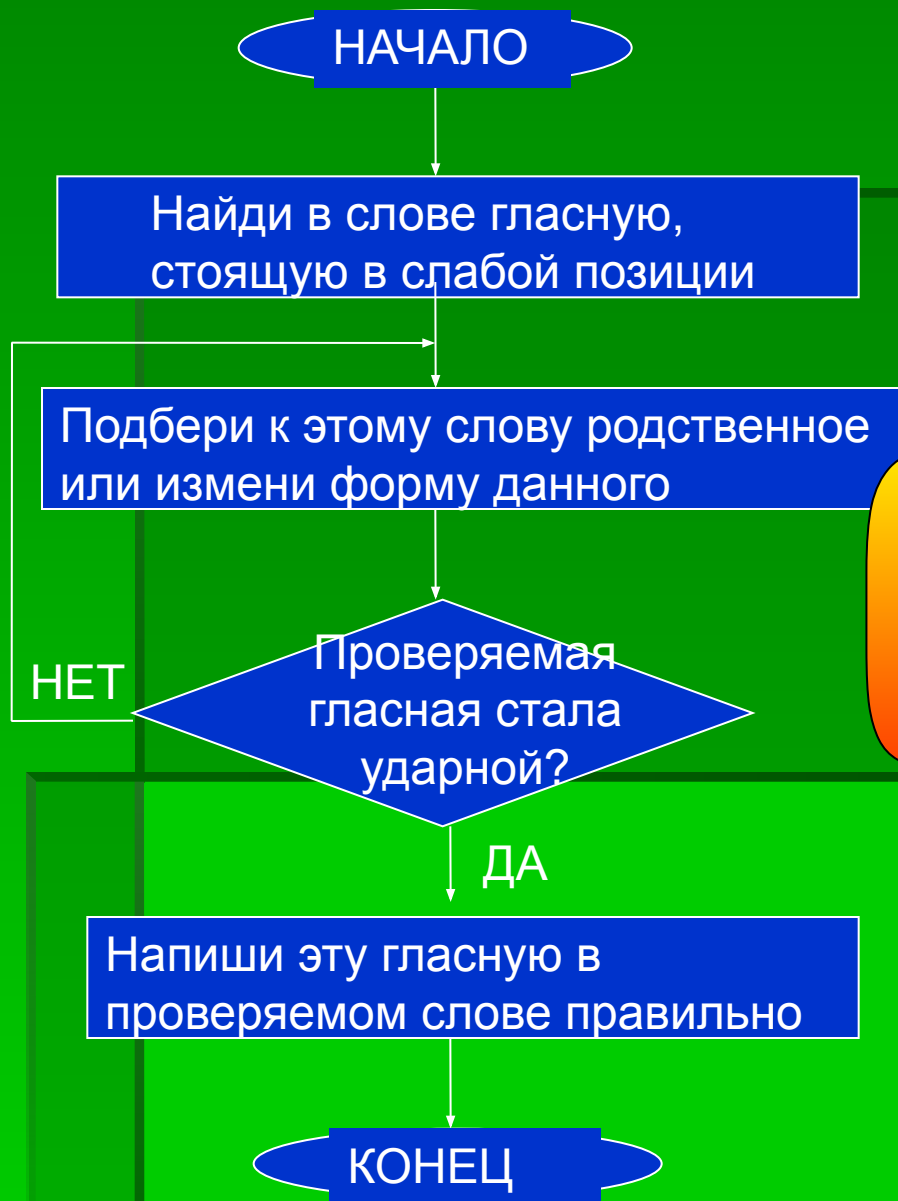 НАЧАЛО
Найди в слове гласную,
стоящую в слабой позиции
Подбери к этому слову родственное
или измени форму данного
Проверяемая
гласная стала
ударной?
НЕТ
ДА
Напиши эту гласную в
проверяемом слове правильно
КОНЕЦ